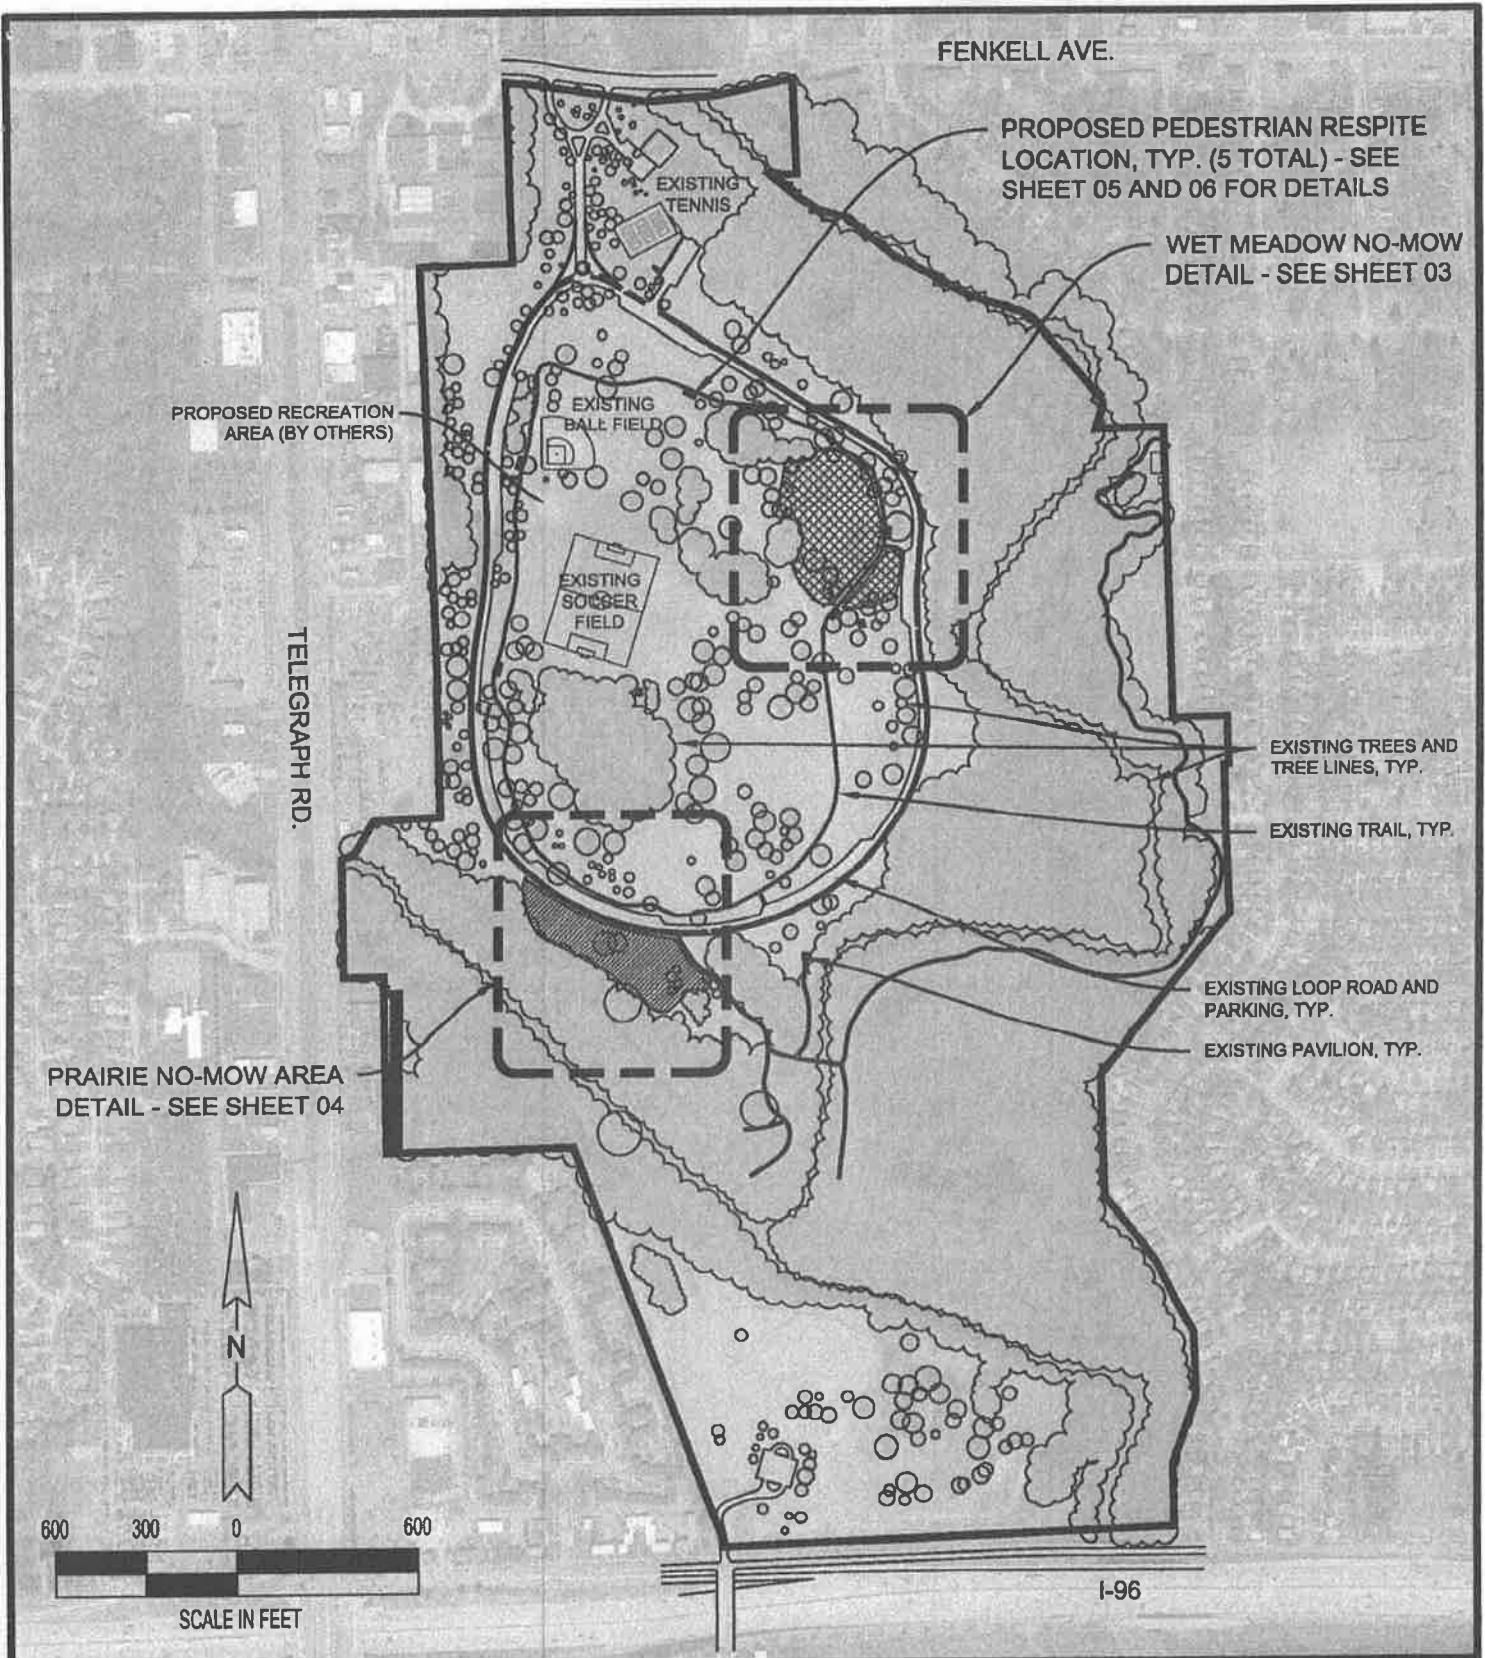 FENKELL AVE.
PROPOSED PEDESTRIAN RESPITE
LOCATION, TYP. (5 TOTAL) - SEE
SHEET 05 AND 06 FOR DETAILS
EXISTING
TENNIS
WET MEADOW NO-MOW
DETAIL - SEE SHEET 03
PROPOSED RECREATION
AREA (BY OTHERS)
EXISTING
BALL FIELD
EXISTING
SOCCER
FIELD
TELEGRAPH RD.
EXISTING TREES AND
TREE LINES, TYP.
EXISTING TRAIL, TYP.
EXISTING LOOP ROAD AND
PARKING, TYP.
EXISTING PAVILION, TYP.
PRAIRIE NO-MOW AREA
DETAIL - SEE SHEET 04
N
600 300 0 600
SCALE IN FEET
I-96